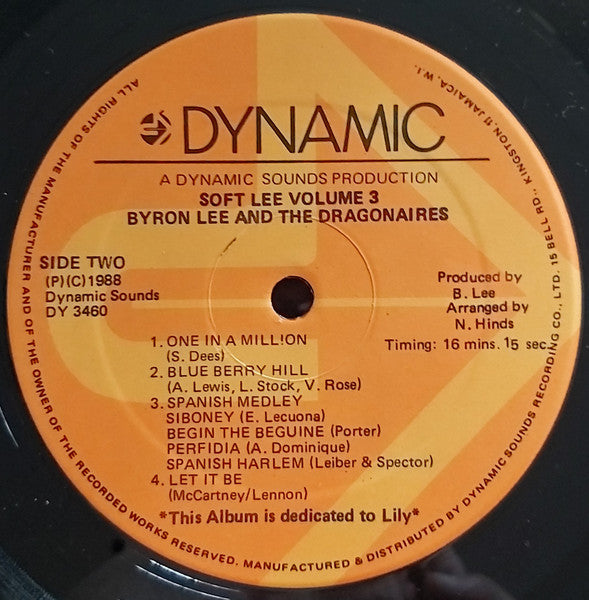 DYNAMIC
A DYNAMIC SOUNDS PRODUCTION
SOFT LEE VOLUME 3
BYRON LEE AND THE DRAGONAIRES
SIDE TWO
(P)(C)1988
Dynamic Sounds
DY 3460
Produced by
B. Lee
Arranged by
N. Hinds
Timing: 16 mins. 15 sec.
1. ONE IN A MILL!ON
(S. Dees)
2. BLUE BERRY HILL
(A. Lewis, L. Stock, V. Rose)
3. SPANISH MEDLEY
SIBONEY (E. Lecuona)
BEGIN THE BEGUINE (Porter)
PERFIDIA (A. Dominique)
SPANISH HARLEM (Leiber & Spector)
4. LET IT BE
(McCartney/Lennon)
*This Album is dedicated to Lily*
ALL RIGHTS OF THE MANUFACTURER AND OF THE OWNER OF THE RECORDED WORKS RESERVED. MANUFACTURED & DISTRIBUTED BY DYNAMIC SOUNDS RECORDING CO., LTD. 15 BELL RD., KINGSTON, 11 JAMAICA, W.I.